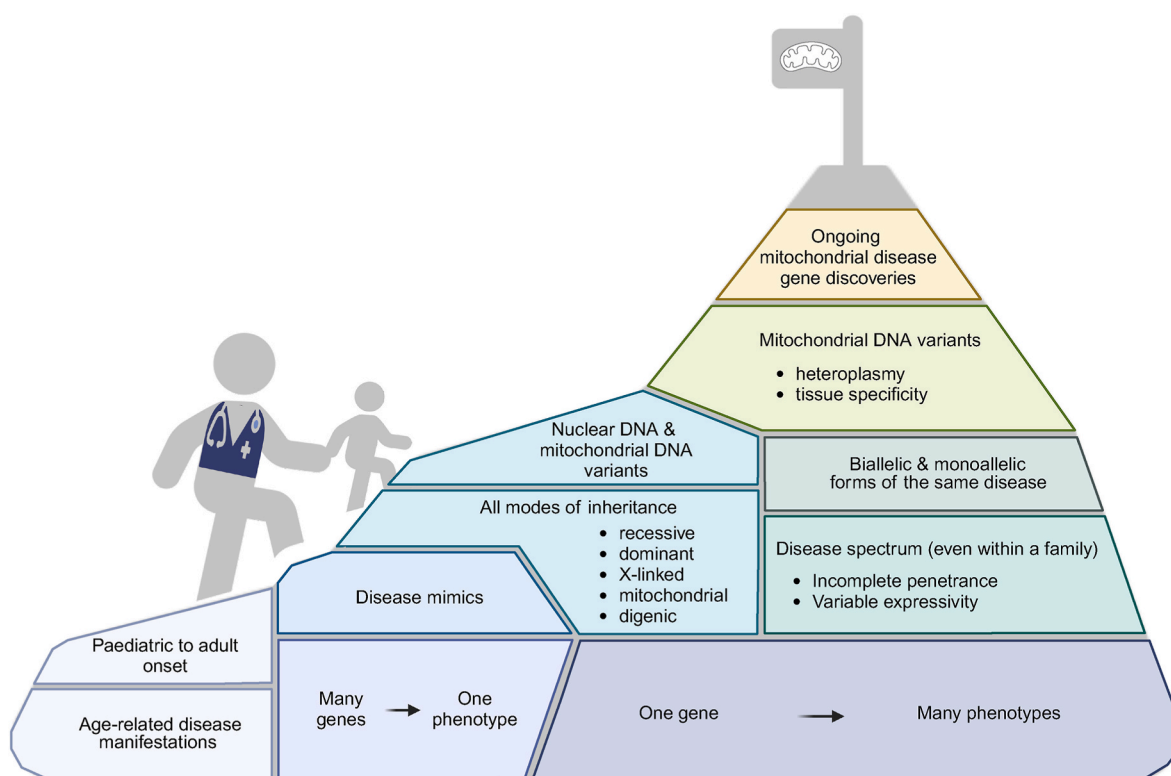 Ongoing
mitochondrial disease
gene discoveries
Mitochondrial DNA variants
• heteroplasmy
• tissue specificity
Nuclear DNA &
mitochondrial DNA
variants
Biallelic & monoallelic
forms of the same disease
All modes of inheritance
• recessive
• dominant
• X-linked
• mitochondrial
• digenic
Disease spectrum (even within a family)
• Incomplete penetrance
• Variable expressivity
Disease mimics
Paediatric to adult
onset
Age-related disease
manifestations
Many
genes
One
phenotype
One gene
Many phenotypes